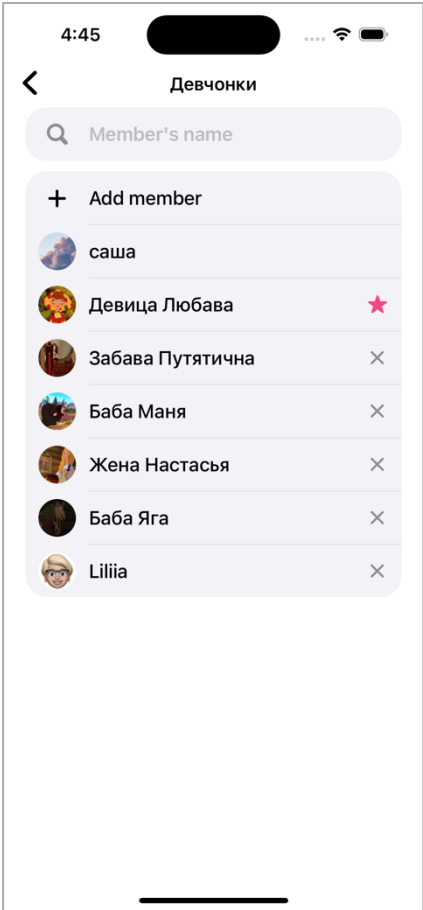 4:45
Девчонки
Member's name
Add member
саша
Девица Любава
Забава Путятична
Баба Маня
Жена Настасья
Баба Яга
Liliia